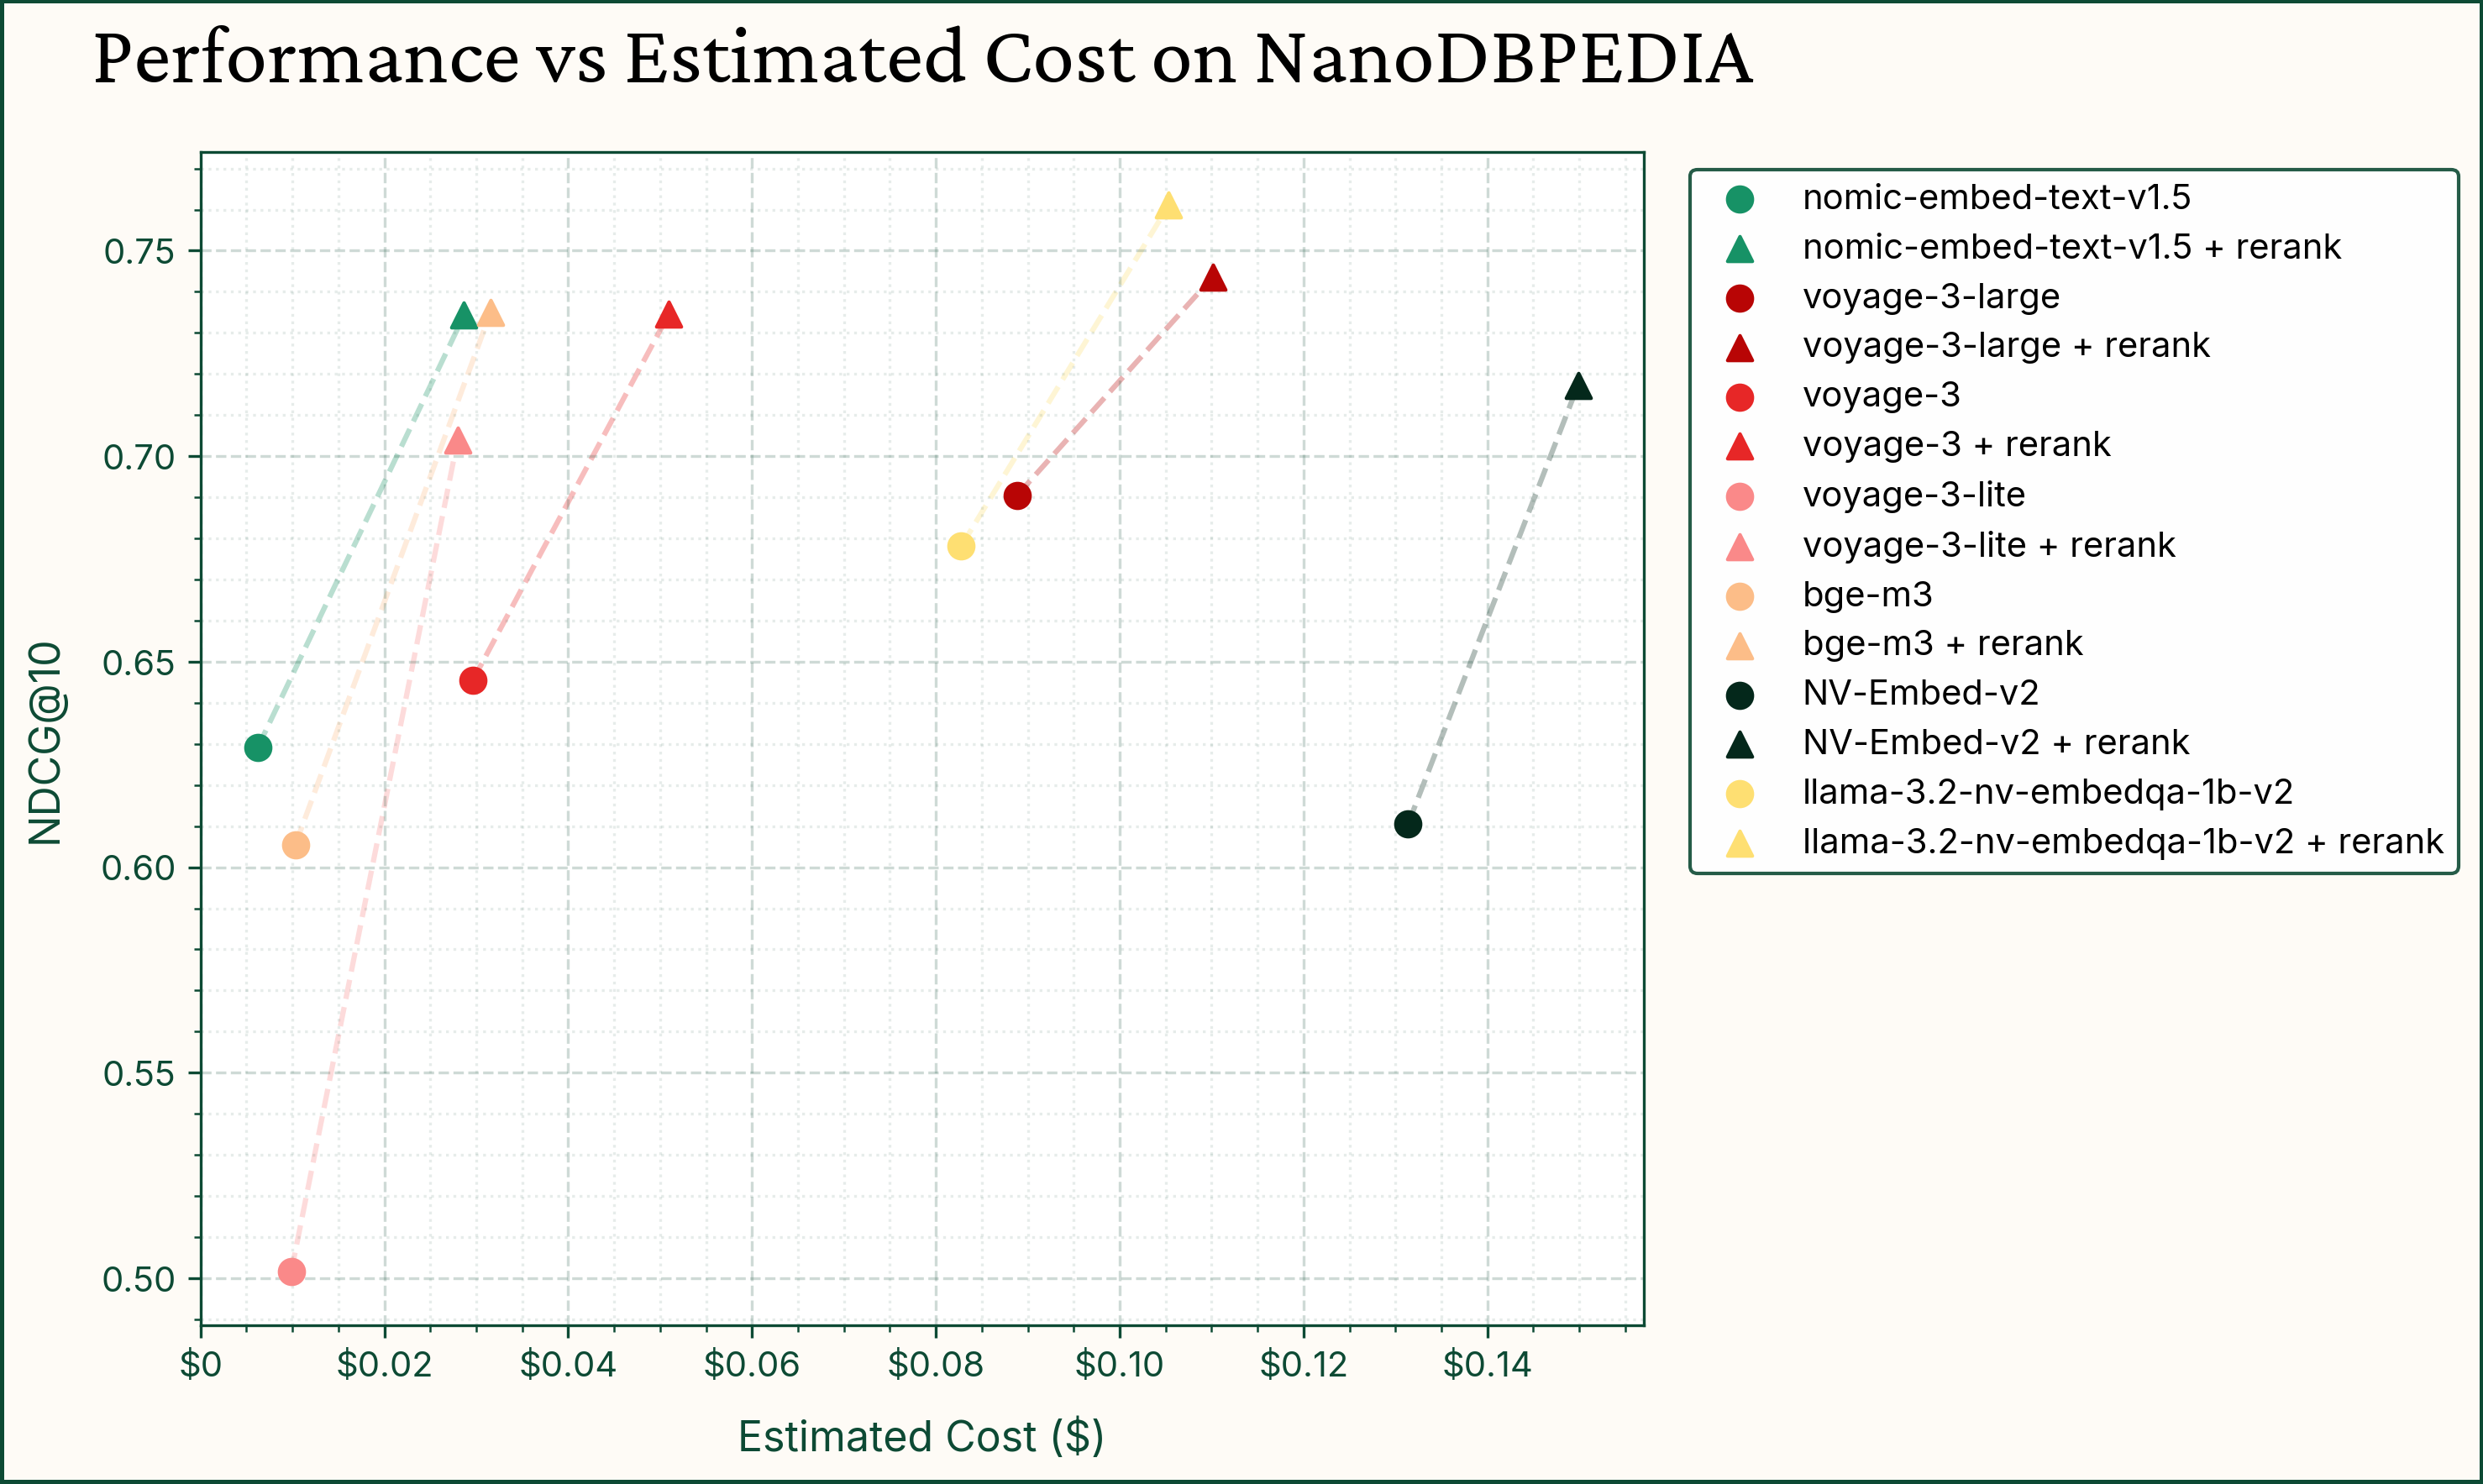 Performance vs Estimated Cost on NanoDBPEDIA
nomic-embed-text-v1.5
nomic-embed-text-v1.5 + rerank
voyage-3-large
voyage-3-large + rerank
voyage-3
voyage-3 + rerank
voyage-3-lite
voyage-3-lite + rerank
bge-m3
bge-m3 + rerank
NV-Embed-v2
NV-Embed-v2 + rerank
llama-3.2-nv-embedqa-1b-v2
llama-3.2-nv-embedqa-1b-v2 + rerank
NDCG@10
0.75
0.70
0.65
0.60
0.55
0.50
$0 $0.02 $0.04 $0.06 $0.08 $0.10 $0.12 $0.14
Estimated Cost ($)